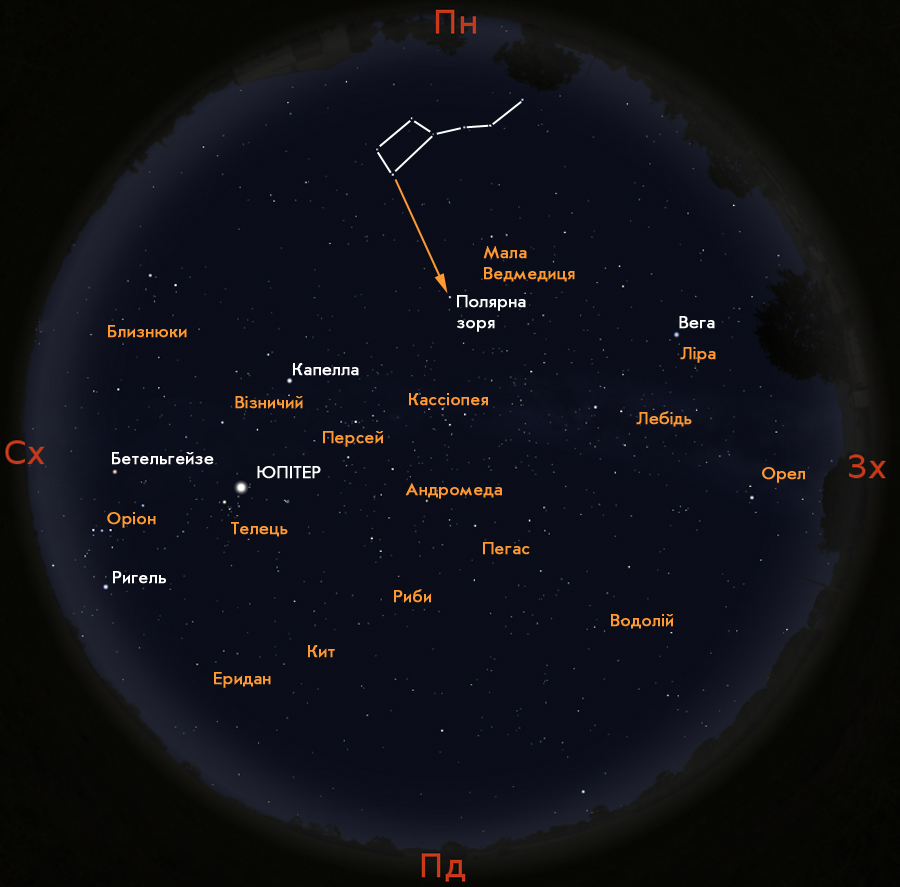 Пн
Мала
Ведмедиця
Полярна
зоря
Вега
Близнюки
Ліра
Капелла
Візничий
Кассіопея
Лебідь
Персей
Сх
Бетельгейзе
ЮПІТЕР
Зх
Орел
Андромеда
Оріон
Телець
Пегас
Ригель
Риби
Водолій
Кит
Еридан
Пд